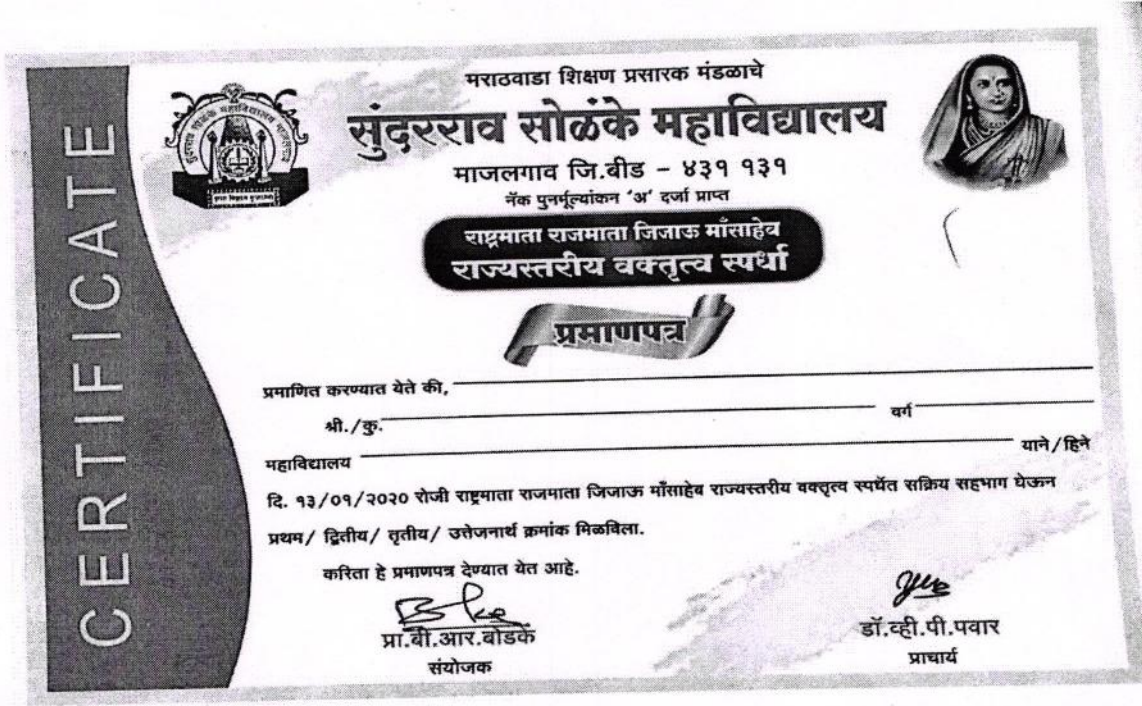 CERTIFICATE
मराठवाडा शिक्षण प्रसारक मंडळाचे
सुंदरराव सोळंके महाविद्यालय
माजलगाव जि.बीड - ४३१ १३१
नॅक पुनर्मूल्यांकन 'अ' दर्जा प्राप्त
राष्ट्रमाता राजमाता जिजाऊ माँसाहेब
राज्यस्तरीय वक्तृत्व स्पर्धा
प्रमाणपत्र
प्रमाणित करण्यात येते की,
श्री./कु. वर्ग
महाविद्यालय याने/हिने
दि. १३/०१/२०२० रोजी राष्ट्रमाता राजमाता जिजाऊ माँसाहेब राज्यस्तरीय वक्तृत्व स्पर्धेत सक्रिय सहभाग घेऊन
प्रथम/ द्वितीय/ तृतीय/ उत्तेजनार्थ क्रमांक मिळविला.
करिता हे प्रमाणपत्र देण्यात येत आहे.
प्रा.बी.आर.बोडके
संयोजक
डॉ.व्ही.पी.पवार
प्राचार्य